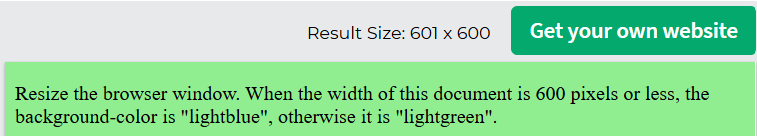 Result Size: 601 x 600
Get your own website
Resize the browser window. When the width of this document is 600 pixels or less, the
background-color is "lightblue", otherwise it is "lightgreen".